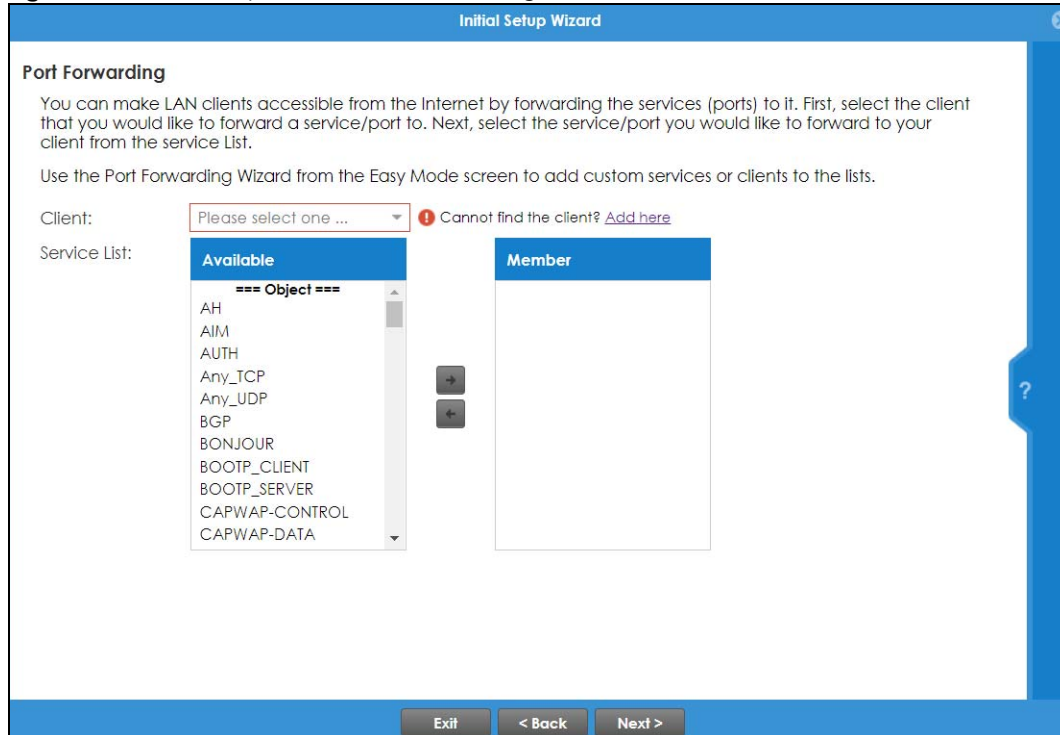 Initial Setup Wizard
Port Forwarding
You can make LAN clients accessible from the Internet by forwarding the services (ports) to it. First, select the client
that you would like to forward a service/port to. Next, select the service/port you would like to forward to your
client from the service List.
Use the Port Forwarding Wizard from the Easy Mode screen to add custom services or clients to the lists.
Client: Please select one ... ! Cannot find the client? Add here
Service List:
Available
=== Object ===
AH
AIM
AUTH
Any_TCP
Any_UDP
BGP
BONJOUR
BOOTP_CLIENT
BOOTP_SERVER
CAPWAP-CONTROL
CAPWAP-DATA
Member
?
Exit < Back Next >